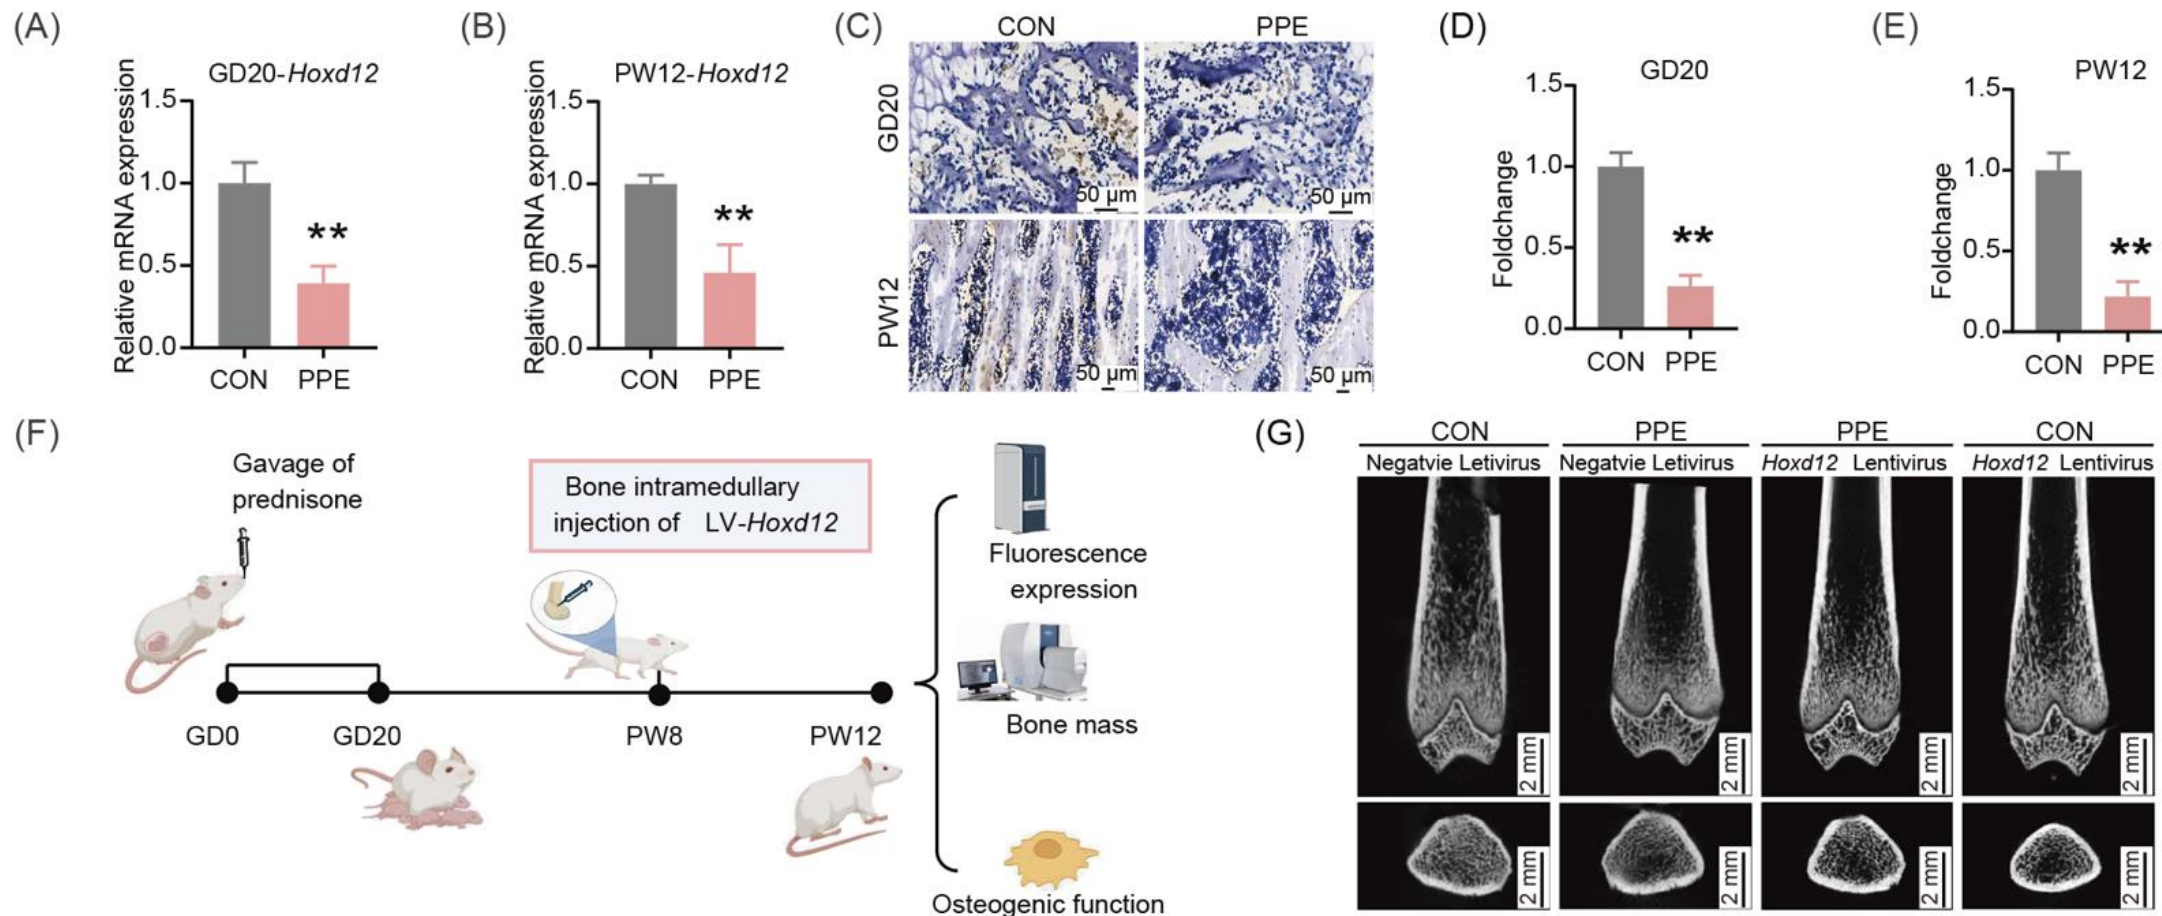 (A)
GD20-Hoxd12
Relative mRNA expression
1.5
1.0
0.5
0.0
**
CON PPE
(B)
PW12-Hoxd12
Relative mRNA expression
1.5
1.0
0.5
0.0
**
CON PPE
(C)
CON PPE
GD20
50 μm
50 μm
PW12
50 μm
50 μm
(D)
GD20
Foldchange
1.5
1.0
0.5
0.0
**
CON PPE
(E)
PW12
Foldchange
1.5
1.0
0.5
0.0
**
CON PPE
(F)
Gavage of
prednisone
Bone intramedullary
injection of LV-Hoxd12
GD0
GD20
PW8
PW12
Fluorescence
expression
Bone mass
Osteogenic function
(G)
CON PPE PPE CON
Negatvie Letivirus Negatvie Letivirus Hoxd12 Lentivirus Hoxd12 Lentivirus
2 mm
2 mm
2 mm
2 mm
2 mm
2 mm
2 mm
2 mm